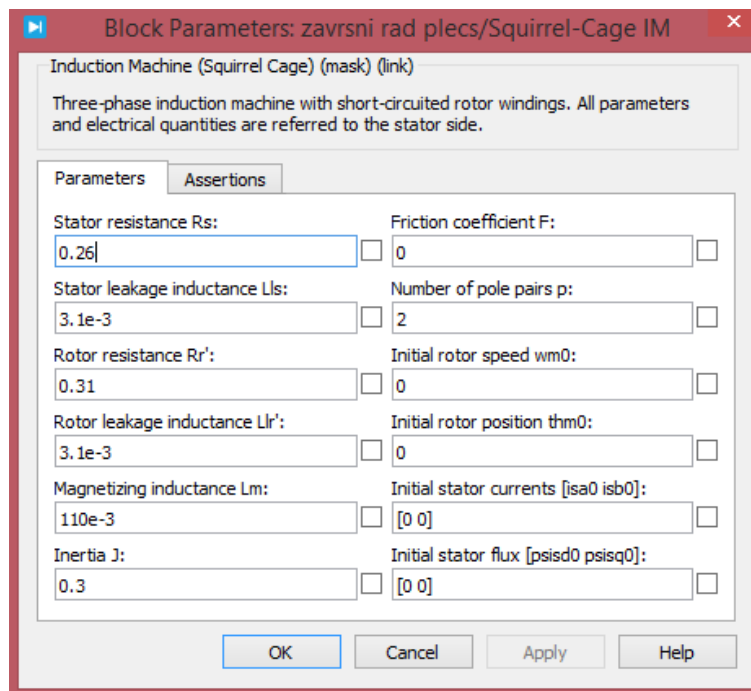 Block Parameters: zavrsni rad plecs/Squirrel-Cage IM
Induction Machine (Squirrel Cage) (mask) (link)
Three-phase induction machine with short-circuited rotor windings. All parameters
and electrical quantities are referred to the stator side.
Parameters Assertions
Stator resistance Rs: Friction coefficient F:
0.26 0
Stator leakage inductance Lls: Number of pole pairs p:
3.1e-3 2
Rotor resistance Rr': Initial rotor speed wm0:
0.31 0
Rotor leakage inductance Llr': Initial rotor position thm0:
3.1e-3 0
Magnetizing inductance Lm: Initial stator currents [isa0 isb0]:
110e-3 [0 0]
Inertia J: Initial stator flux [psisd0 psisq0]:
0.3 [0 0]
OK Cancel Apply Help